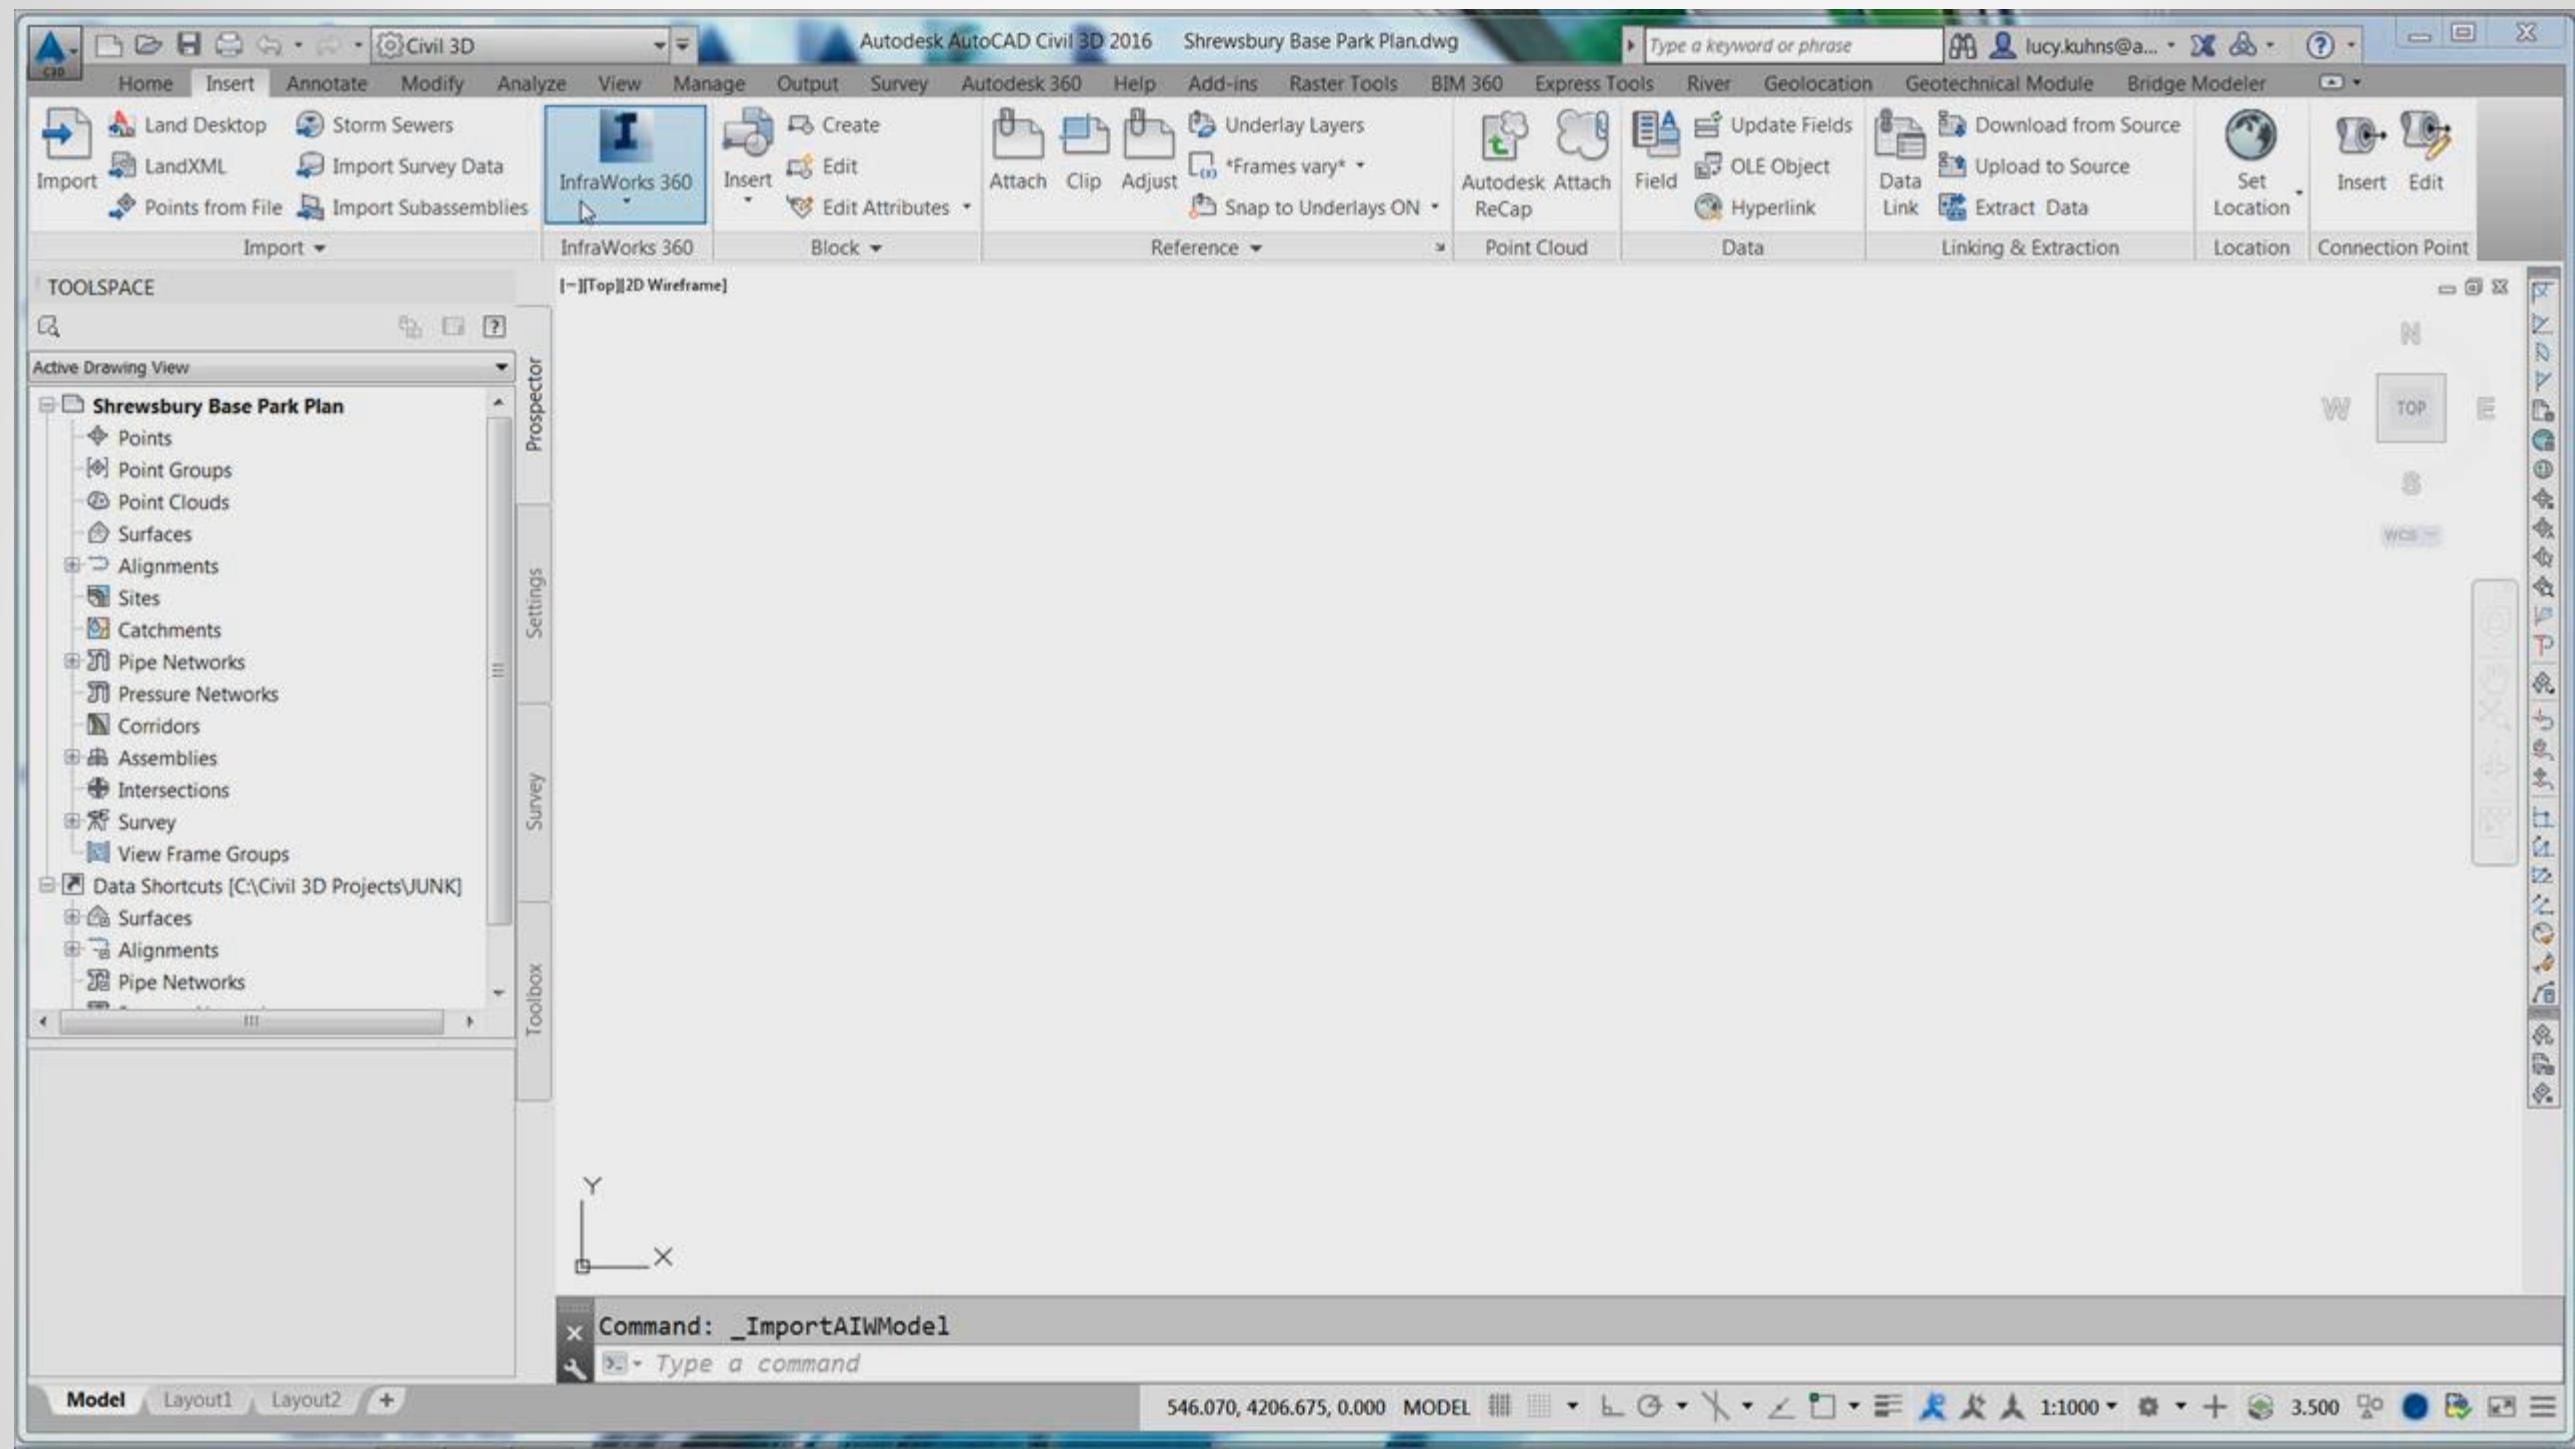 Civil 3D
Autodesk AutoCAD Civil 3D 2016 Shrewsbury Base Park Plan.dwg
Type a keyword or phrase
lucy.kuhns@a...
C3D
Home Insert Annotate Modify Analyze View Manage Output Survey Autodesk 360 Help Add-ins Raster Tools BIM 360 Express Tools River Geolocation Geotechnical Module Bridge Modeler
Import
Land Desktop
LandXML
Points from File
Storm Sewers
Import Survey Data
Import Subassemblies
Import
InfraWorks 360
InfraWorks 360
Insert
Create
Edit
Edit Attributes
Block
Attach
Clip
Adjust
Underlay Layers
*Frames vary*
Snap to Underlays ON
Reference
Autodesk
ReCap
Attach
Point Cloud
Field
Update Fields
OLE Object
Hyperlink
Data
Data
Link
Download from Source
Upload to Source
Extract Data
Linking & Extraction
Set
Location
Location
Insert
Edit
Connection Point
TOOLSPACE
Active Drawing View
Shrewsbury Base Park Plan
Points
Point Groups
Point Clouds
Surfaces
Alignments
Sites
Catchments
Pipe Networks
Pressure Networks
Corridors
Assemblies
Intersections
Survey
View Frame Groups
Data Shortcuts [C:\Civil 3D Projects\JUNK]
Surfaces
Alignments
Pipe Networks
Prospector
Settings
Survey
Toolbox
[−][Top][2D Wireframe]
N
W TOP E
S
WCS
Y
X
Command: _ImportAIWModel
Type a command
Model Layout1 Layout2 +
546.070, 4206.675, 0.000 MODEL 1:1000 3.500